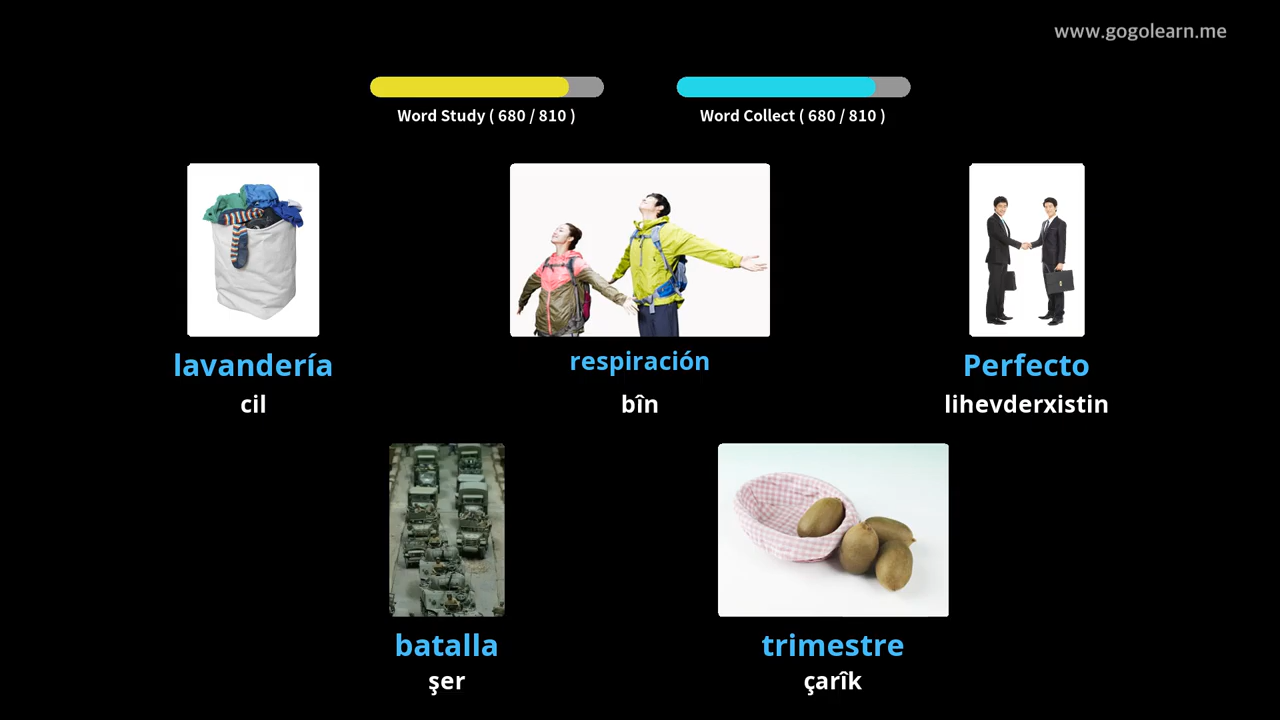 www.gogolearn.me
Word Study ( 680 / 810 )
Word Collect ( 680 / 810 )
lavandería
cil
respiración
bîn
Perfecto
lihevderxistin
batalla
şer
trimestre
çarîk